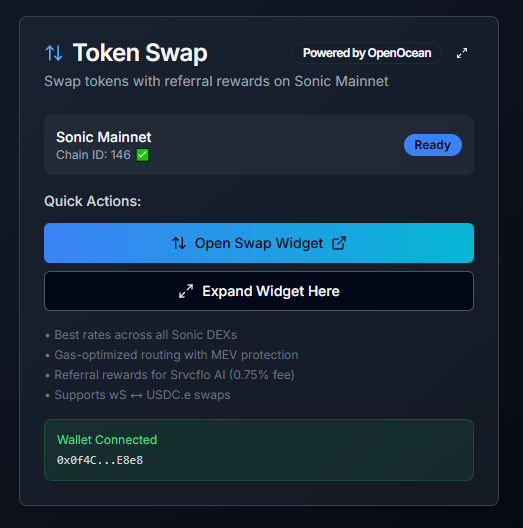 Token Swap
Powered by OpenOcean
Swap tokens with referral rewards on Sonic Mainnet
Sonic Mainnet
Chain ID: 146 ✅
Ready
Quick Actions:
Open Swap Widget
Expand Widget Here
• Best rates across all Sonic DEXs
• Gas-optimized routing with MEV protection
• Referral rewards for Srvcflo AI (0.75% fee)
• Supports wS ↔ USDC.e swaps
Wallet Connected
0x0f4C...E8e8